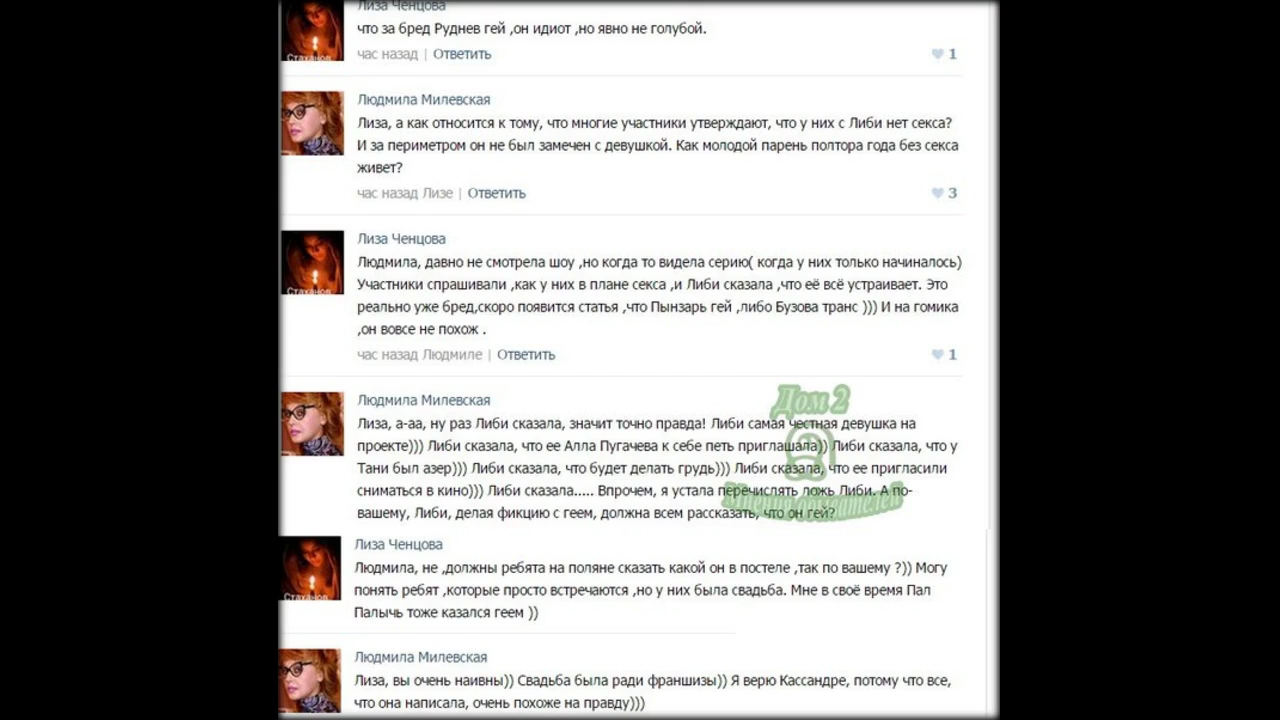 Лиза Ченцова
что за бред Руднев гей ,он идиот ,но явно не голубой.
час назад | Ответить
1
Стаханов
Людмила Милевская
Лиза, а как относится к тому, что многие участники утверждают, что у них с Либи нет секса?
И за периметром он не был замечен с девушкой. Как молодой парень полтора года без секса
живет?
час назад Лизе | Ответить
3
Лиза Ченцова
Людмила, давно не смотрела шоу ,но когда то видела серию( когда у них только начиналось)
Участники спрашивали ,как у них в плане секса ,и Либи сказала ,что её всё устраивает. Это
реально уже бред,скоро появится статья ,что Пынзарь гей ,либо Бузова транс ))) И на гомика
,он вовсе не похож .
Стаханов
час назад Людмиле | Ответить
1
Людмила Милевская
Лиза, а-аа, ну раз Либи сказала, значит точно правда! Либи самая честная девушка на
проекте))) Либи сказала, что ее Алла Пугачева к себе петь приглашала)) Либи сказала, что у
Тани был азер))) Либи сказала, что будет делать грудь))) Либи сказала, что ее пригласили
сниматься в кино))) Либи сказала..... Впрочем, я устала перечислять ложь Либи. А по-
вашему, Либи, делая фикцию с геем, должна всем рассказать, что он гей?
Дом 2
Мнения обывателей
Лиза Ченцова
Людмила, не ,должны ребята на поляне сказать какой он в постеле ,так по вашему ?)) Могу
понять ребят ,которые просто встречаются ,но у них была свадьба. Мне в своё время Пал
Палычь тоже казался геем ))
Стаханов
Людмила Милевская
Лиза, вы очень наивны)) Свадьба была ради франшизы)) Я верю Кассандре, потому что все,
что она написала, очень похоже на правду)))